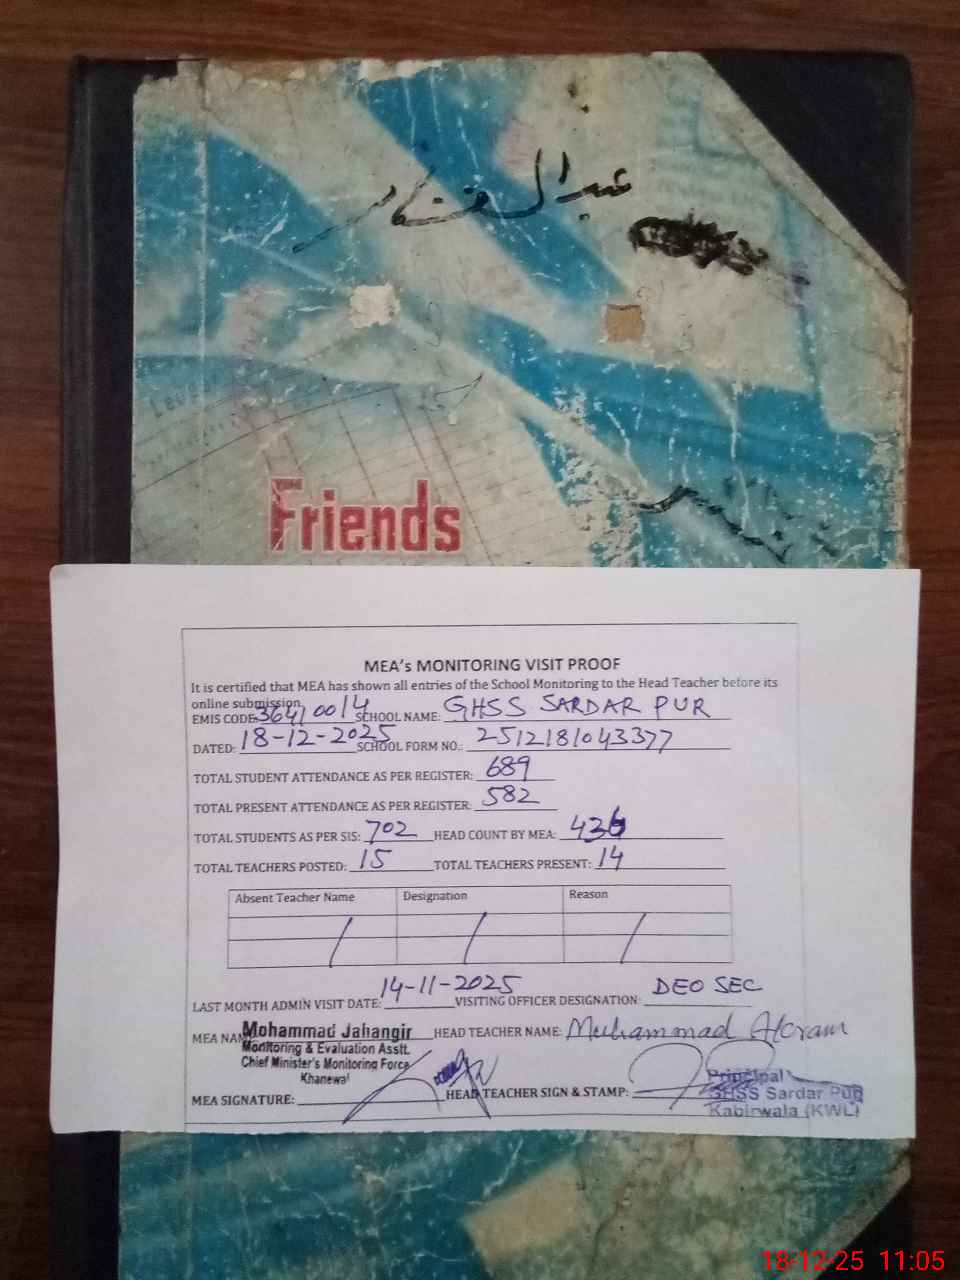 عبدالستار
Friends
MEA's MONITORING VISIT PROOF
It is certified that MEA has shown all entries of the School Monitoring to the Head Teacher before its
online submission.
EMIS CODE: 36410014 SCHOOL NAME: GHSS SARDAR PUR
DATED: 18-12-2025 SCHOOL FORM NO.: 2512181043377
TOTAL STUDENT ATTENDANCE AS PER REGISTER: 689
TOTAL PRESENT ATTENDANCE AS PER REGISTER: 582
TOTAL STUDENTS AS PER SIS: 702 HEAD COUNT BY MEA: 436
TOTAL TEACHERS POSTED: 15 TOTAL TEACHERS PRESENT: 14
Absent Teacher Name Designation Reason
LAST MONTH ADMIN VISIT DATE: 14-11-2025 VISITING OFFICER DESIGNATION: DEO SEC
MEA NAME Mohammad Jahangir HEAD TEACHER NAME: Muhammad Akram
Monitoring & Evaluation Asstt.
Chief Minister's Monitoring Force
Khanewal
MEA SIGNATURE: HEAD TEACHER SIGN & STAMP:
Principal
GHSS Sardar Pur
Kabirwala (KWL)
18-12-25 11:05